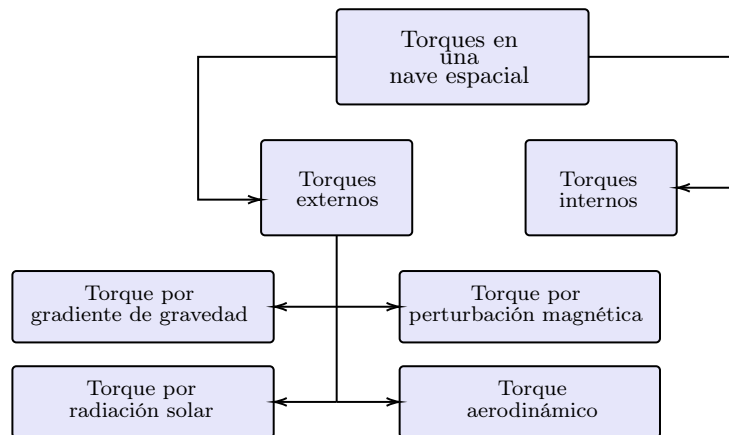 Torques en
una
nave espacial
Torques
externos
Torques
internos
Torque por
gradiente de gravedad
Torque por
perturbación magnética
Torque por
radiación solar
Torque
aerodinámico